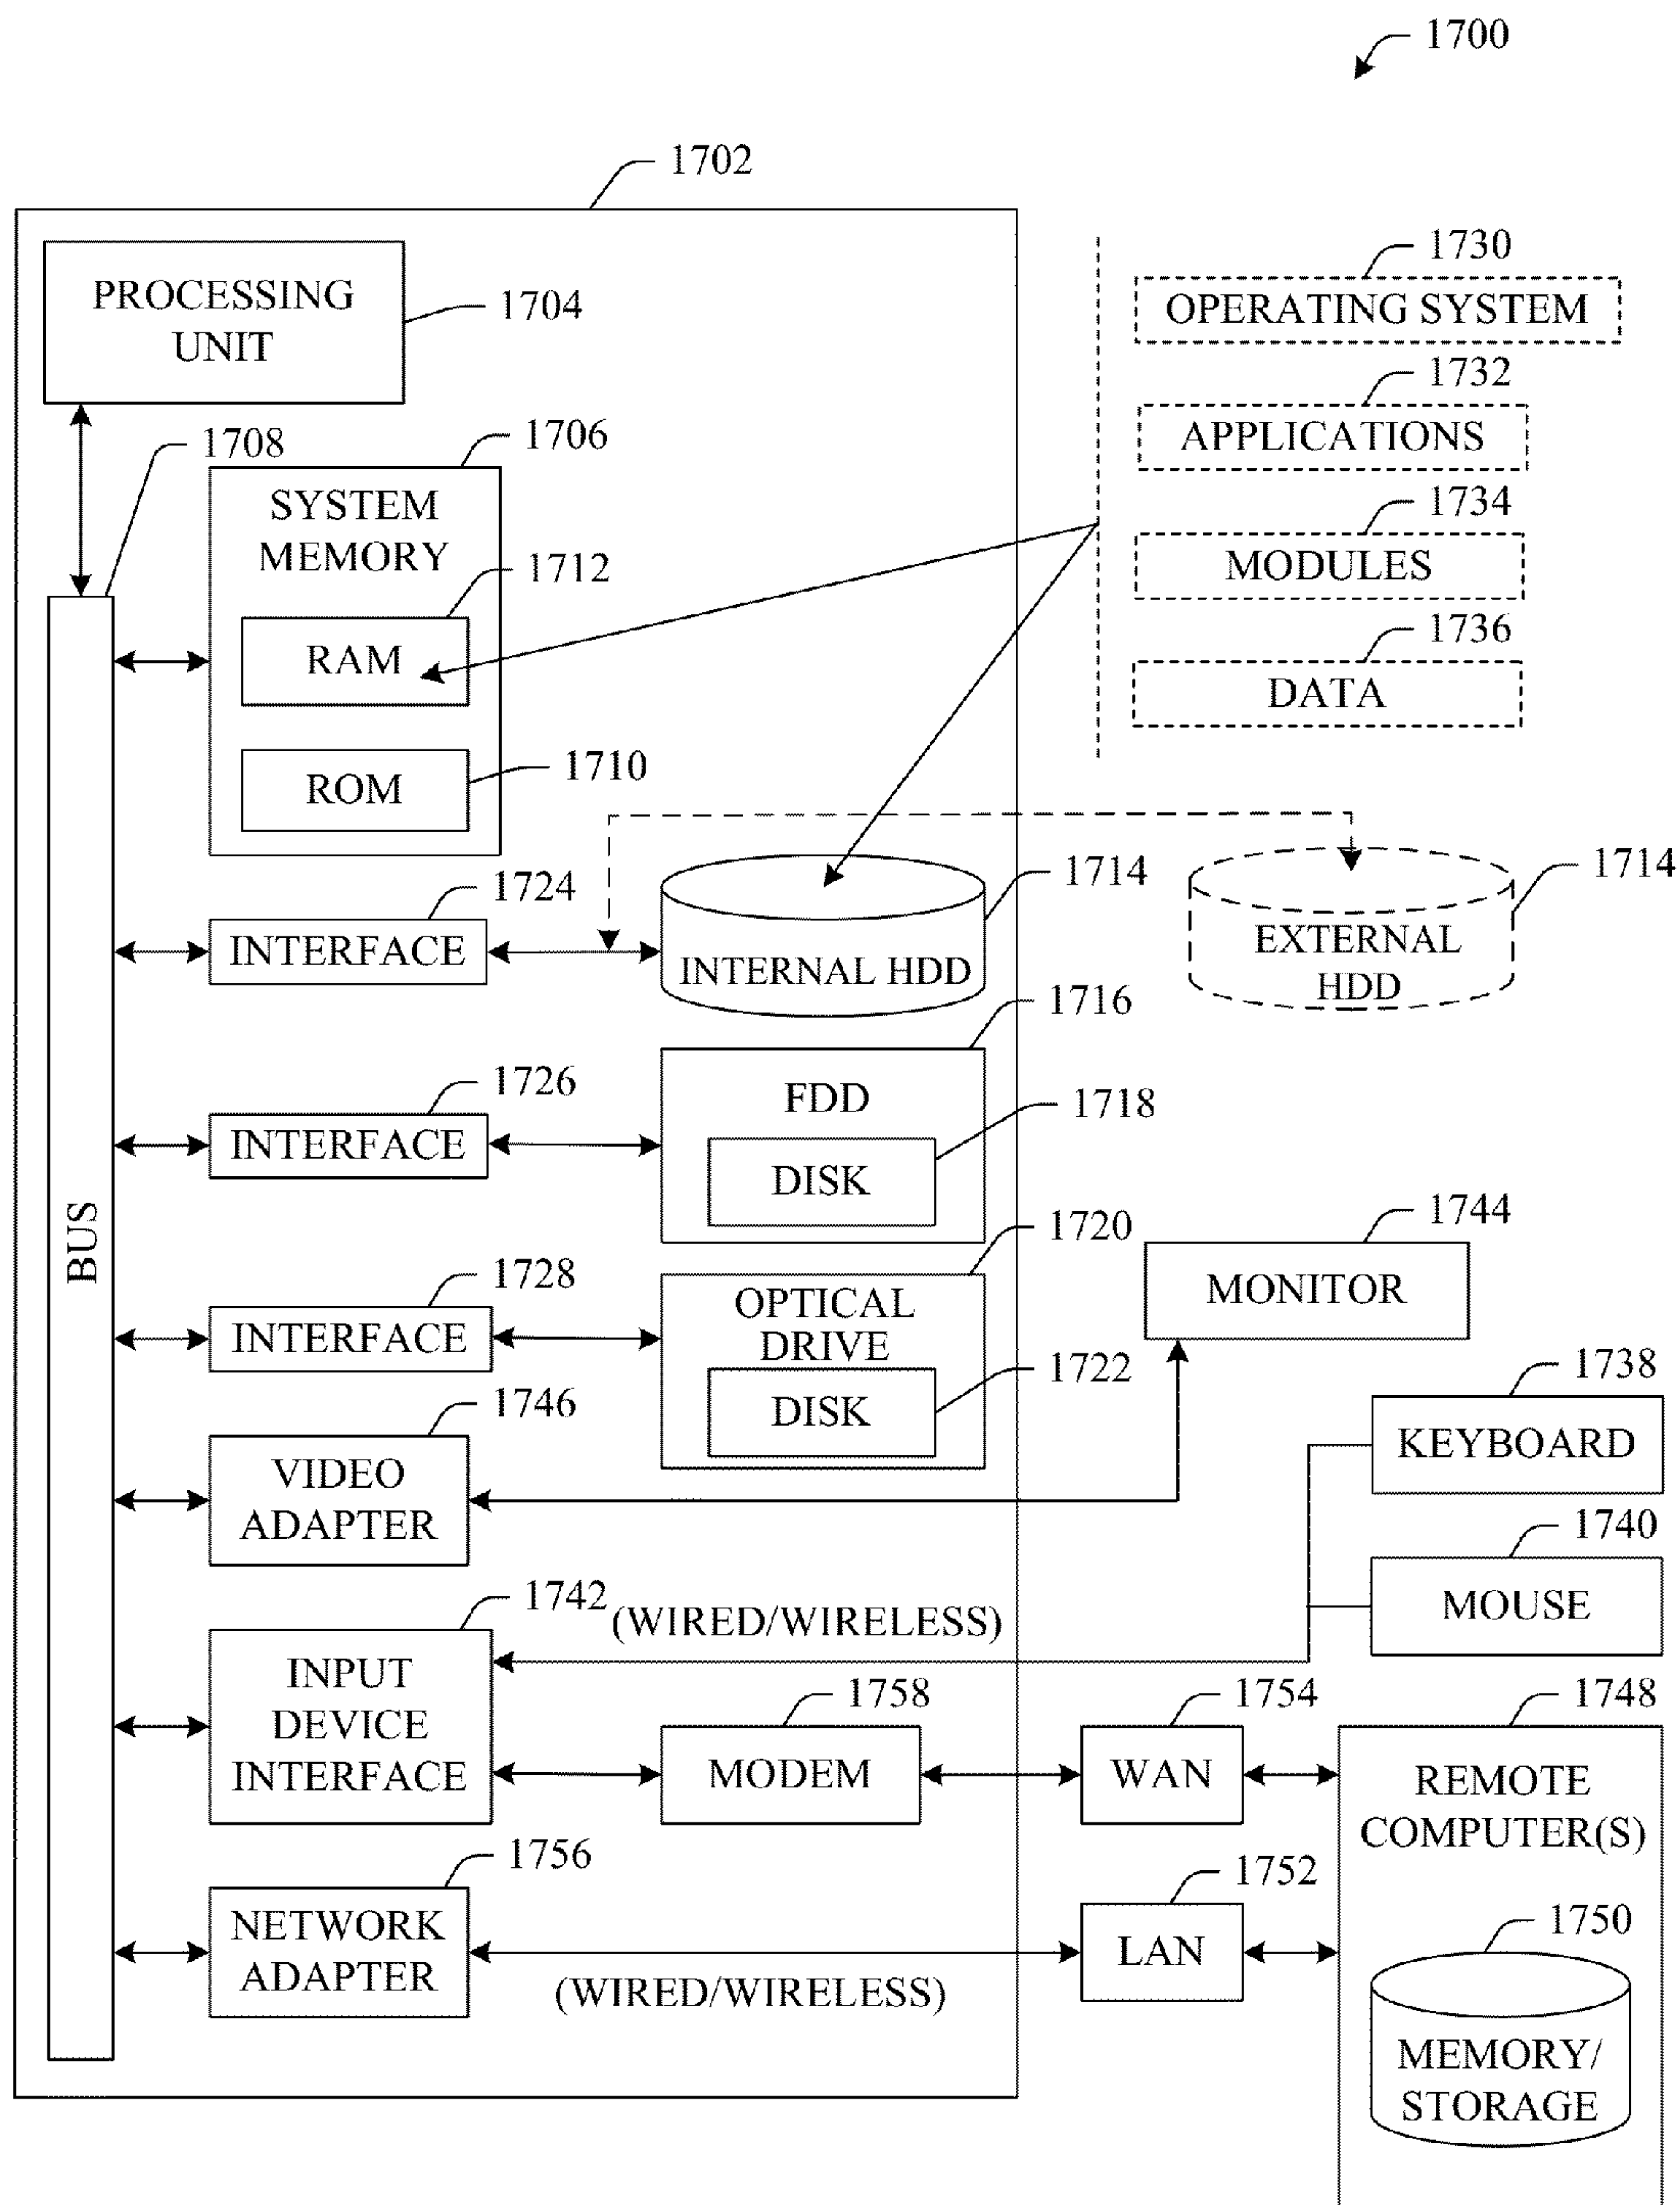 1700
1702
PROCESSING
UNIT
1704
1708
1706
SYSTEM
MEMORY
1712
RAM
1710
ROM
1730
OPERATING SYSTEM
1732
APPLICATIONS
1734
MODULES
1736
DATA
1724
INTERFACE
1714
INTERNAL HDD
1714
EXTERNAL
HDD
1726
INTERFACE
1716
FDD
1718
DISK
BUS
1728
INTERFACE
1720
OPTICAL
DRIVE
1722
DISK
1744
MONITOR
1746
VIDEO
ADAPTER
1738
KEYBOARD
1740
MOUSE
1742
(WIRED/WIRELESS)
INPUT
DEVICE
INTERFACE
1758
MODEM
1754
WAN
1748
REMOTE
COMPUTER(S)
1756
NETWORK
ADAPTER
(WIRED/WIRELESS)
1752
LAN
1750
MEMORY/
STORAGE